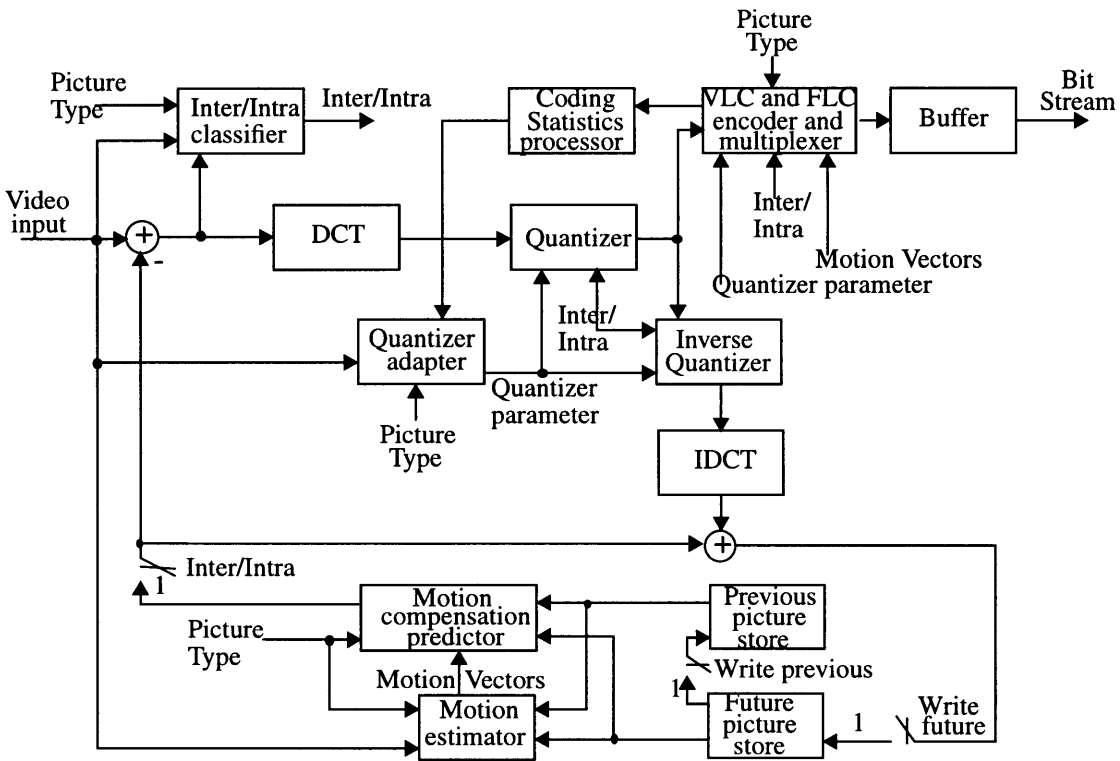 Picture
Type
Bit
Stream
Picture
Type
Inter/Intra
classifier
Inter/Intra
Coding
Statistics
processor
VLC and FLC
encoder and
multiplexer
Buffer
Video
input
+
-
DCT
Quantizer
Inter/
Intra
Motion Vectors
Quantizer parameter
Quantizer
adapter
Inter/
Intra
Inverse
Quantizer
Quantizer
parameter
Picture
Type
IDCT
+
Inter/Intra
1
Motion
compensation
predictor
Previous
picture
store
Picture
Type
Write previous
Motion Vectors
1
Motion
estimator
Future
picture
store
1
Write
future